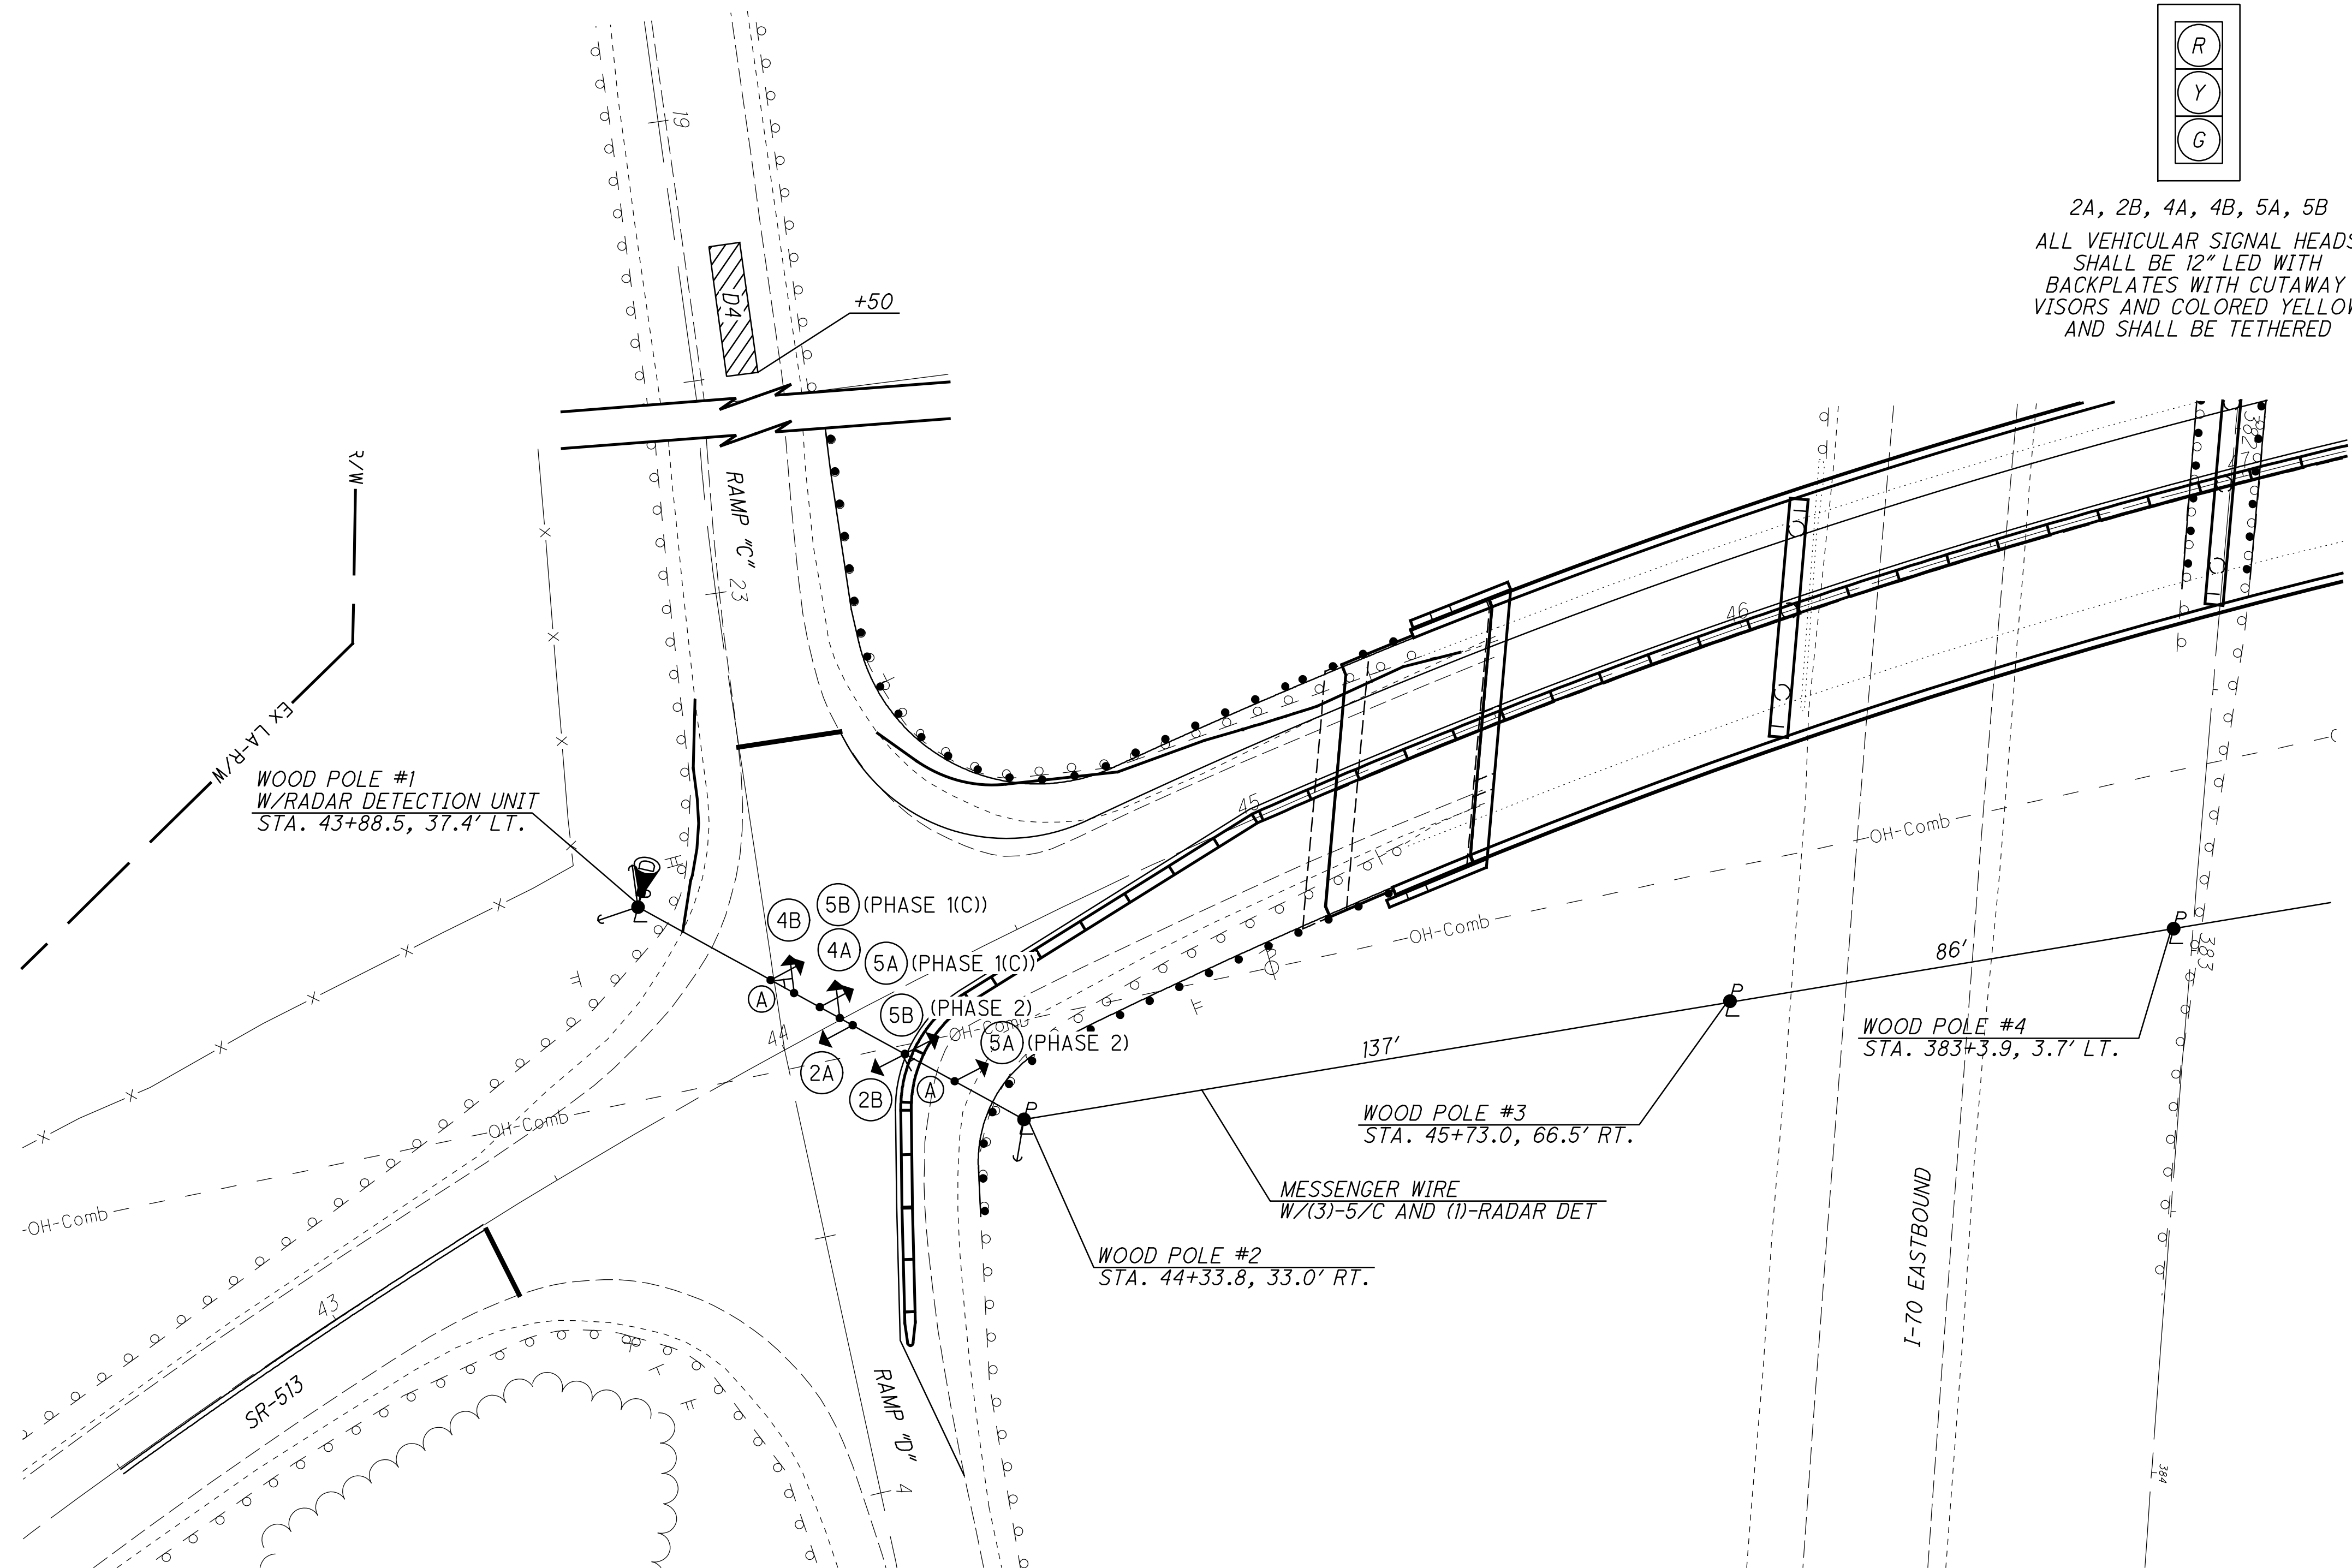 R
Y
G
2A, 2B, 4A, 4B, 5A, 5B
ALL VEHICULAR SIGNAL HEADS
SHALL BE 12" LED WITH
BACKPLATES WITH CUTAWAY
VISORS AND COLORED YELLOW
AND SHALL BE TETHERED
19
D4
+50
R/W
RAMP "C"
23
382
47
46
45
EX LA-R/W
WOOD POLE #1
W/RADAR DETECTION UNIT
STA. 43+88.5, 37.4' LT.
D
P
4B
5B (PHASE 1(C))
4A
5A (PHASE 1(C))
A
44
5B (PHASE 2)
5A (PHASE 2)
2A
2B
A
P
OH-Comb
OH-Comb
OH-Comb
OH-Comb
OH-Comb
137'
86'
P
P
383
WOOD POLE #4
STA. 383+3.9, 3.7' LT.
WOOD POLE #3
STA. 45+73.0, 66.5' RT.
MESSENGER WIRE
W/(3)-5/C AND (1)-RADAR DET
WOOD POLE #2
STA. 44+33.8, 33.0' RT.
43
SR-513
RAMP "D"
4
I-70 EASTBOUND
384